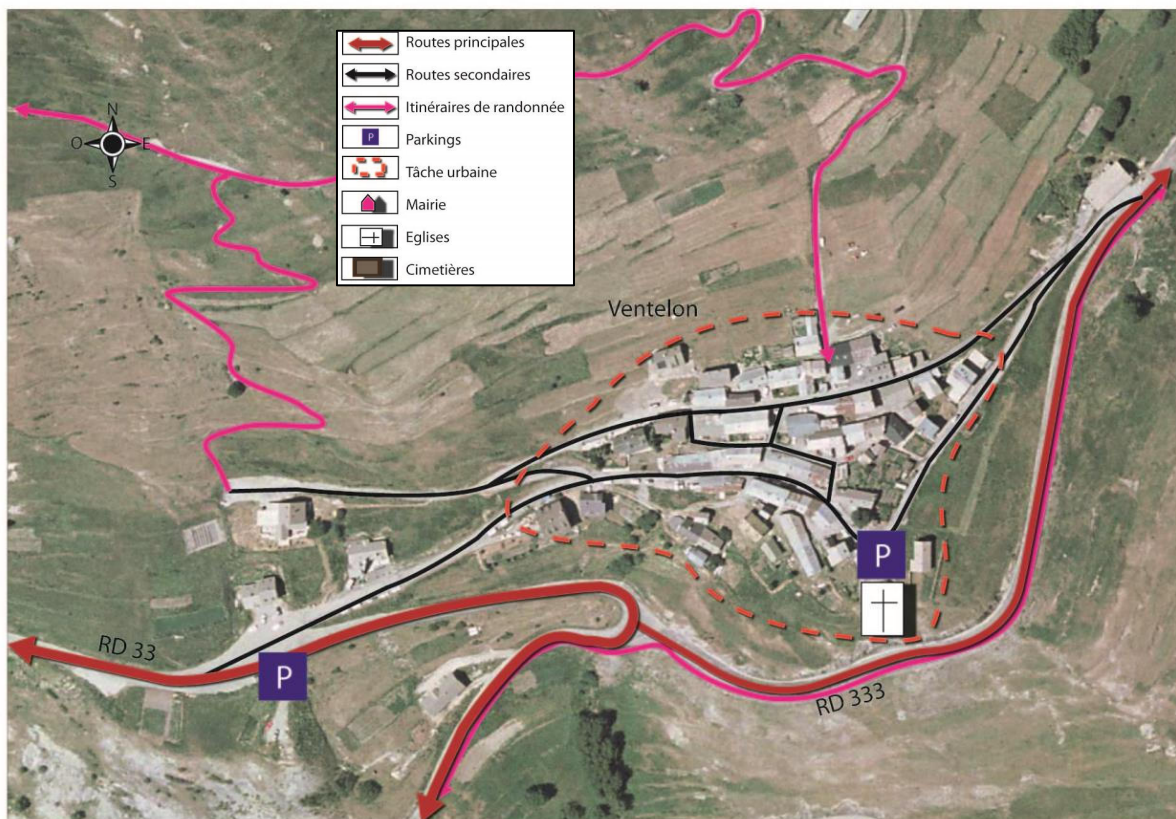 Routes principales
Routes secondaires
Itinéraires de randonnée
P Parkings
Tâche urbaine
Mairie
Eglises
Cimetières
N
O E
S
Ventelon
P
RD 33
P
RD 333